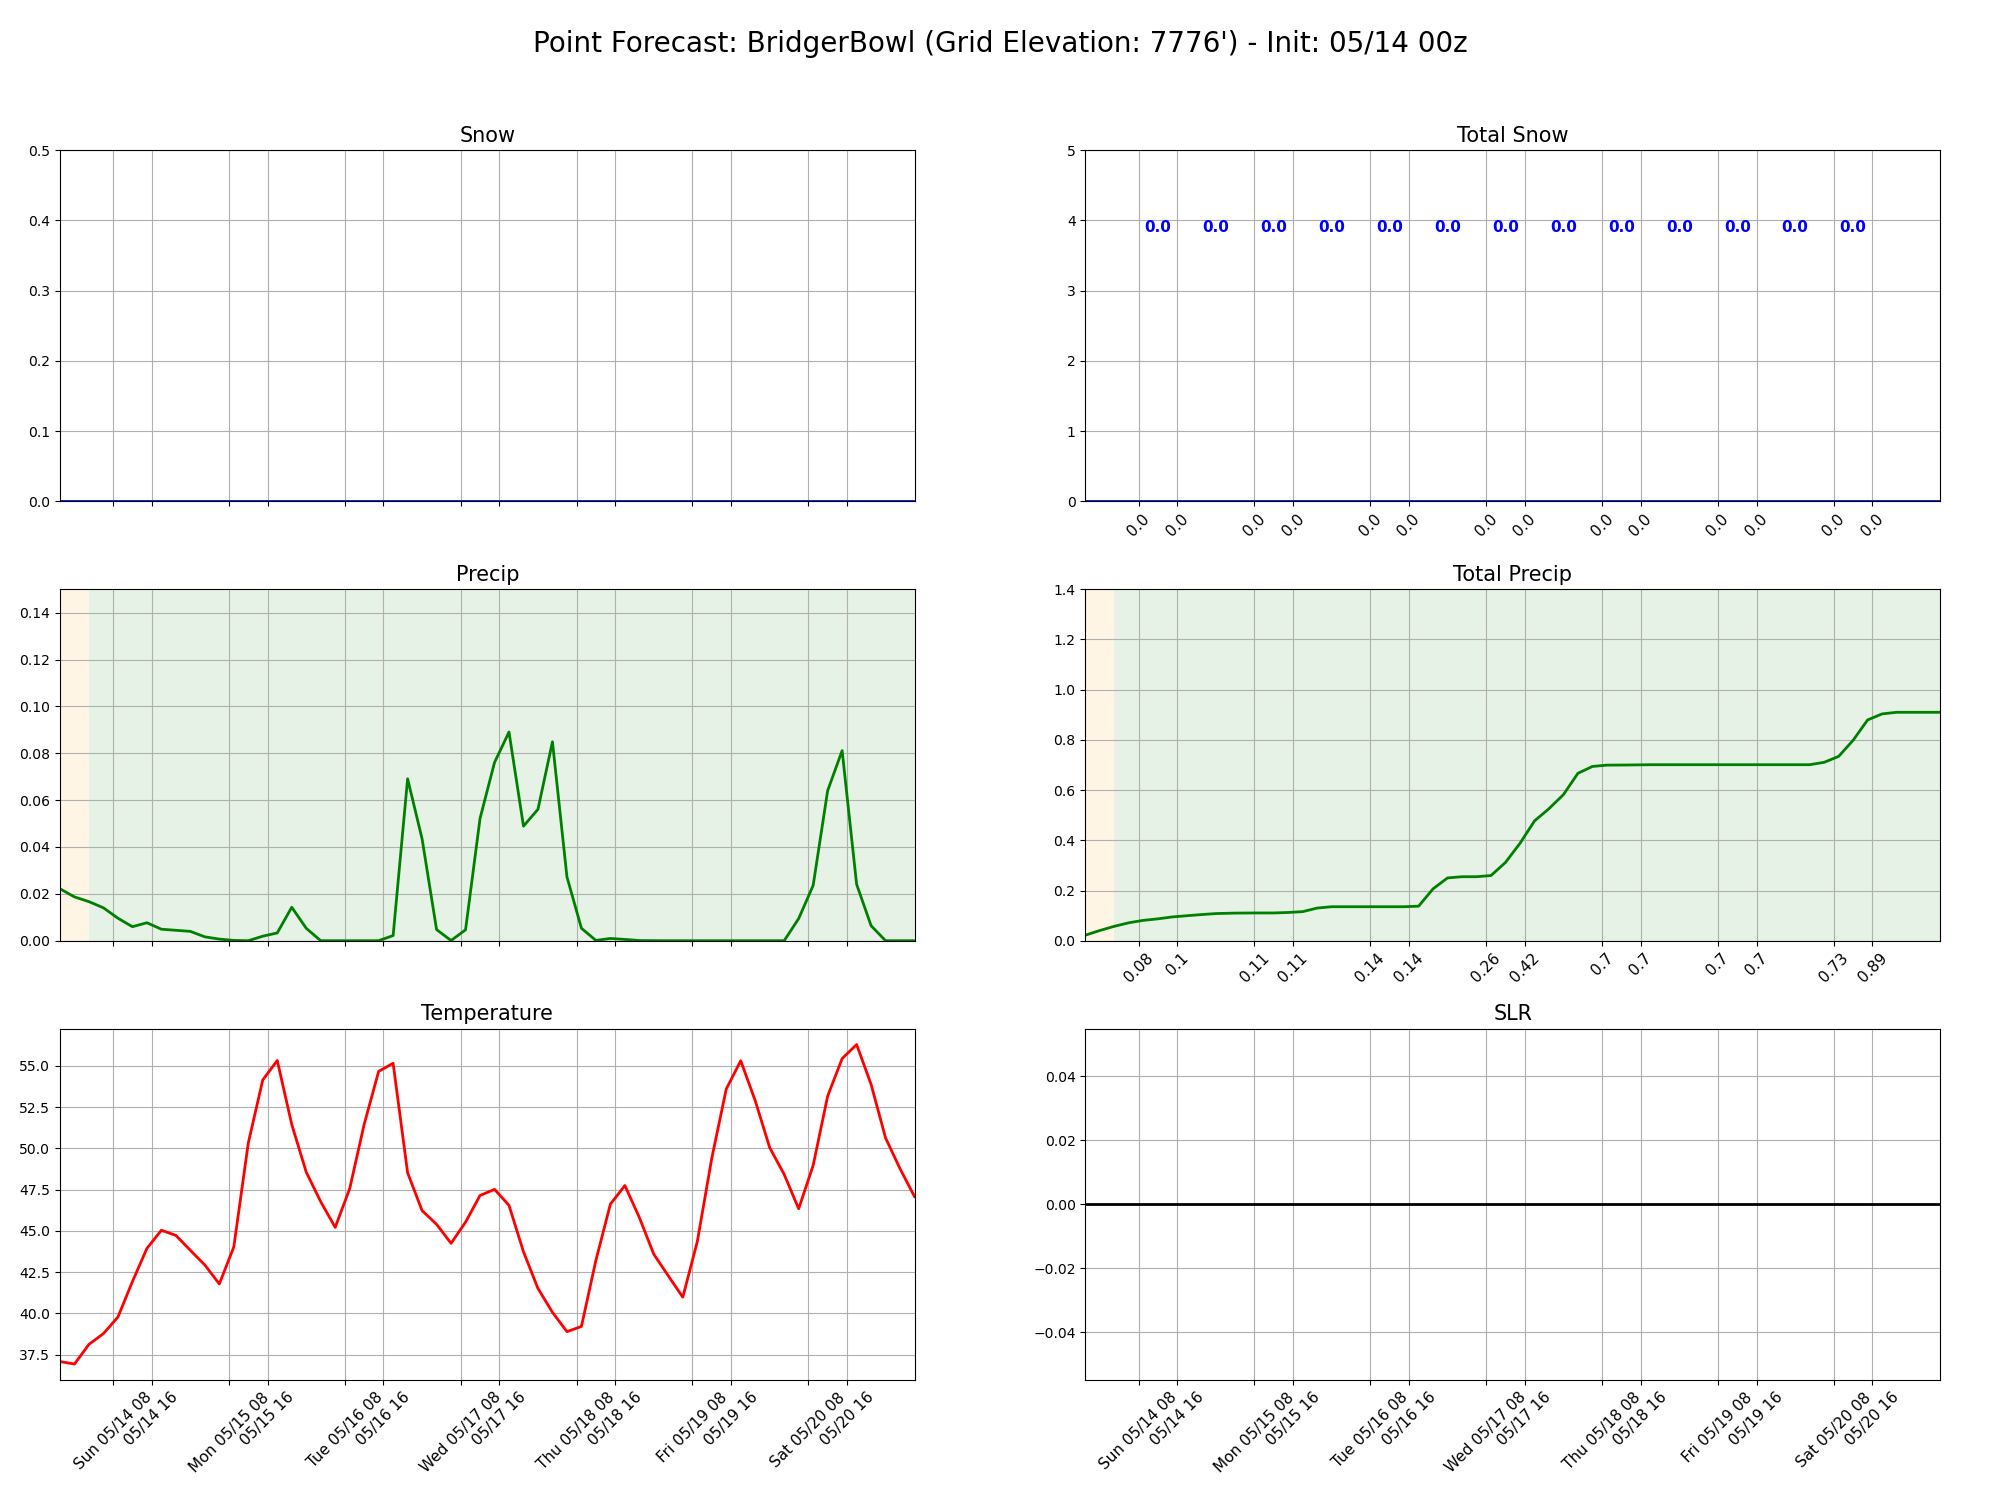 Point Forecast: BridgerBowl (Grid Elevation: 7776') - Init: 05/14 00z
Snow
0.5
0.4
0.3
0.2
0.1
0.0
Total Snow
5
4
3
2
1
0
0.0 0.0 0.0 0.0 0.0 0.0 0.0 0.0 0.0 0.0 0.0 0.0 0.0
0.0 0.0 0.0 0.0 0.0 0.0 0.0 0.0 0.0 0.0 0.0 0.0 0.0 0.0
Precip
0.14
0.12
0.10
0.08
0.06
0.04
0.02
0.00
Total Precip
1.4
1.2
1.0
0.8
0.6
0.4
0.2
0.0
0.08 0.1 0.11 0.11 0.14 0.14 0.26 0.42 0.7 0.7 0.7 0.7 0.73 0.89
Temperature
55.0
52.5
50.0
47.5
45.0
42.5
40.0
37.5
Sun 05/14 08
05/14 16
Mon 05/15 08
05/15 16
Tue 05/16 08
05/16 16
Wed 05/17 08
05/17 16
Thu 05/18 08
05/18 16
Fri 05/19 08
05/19 16
Sat 05/20 08
05/20 16
SLR
0.04
0.02
0.00
−0.02
−0.04
Sun 05/14 08
05/14 16
Mon 05/15 08
05/15 16
Tue 05/16 08
05/16 16
Wed 05/17 08
05/17 16
Thu 05/18 08
05/18 16
Fri 05/19 08
05/19 16
Sat 05/20 08
05/20 16